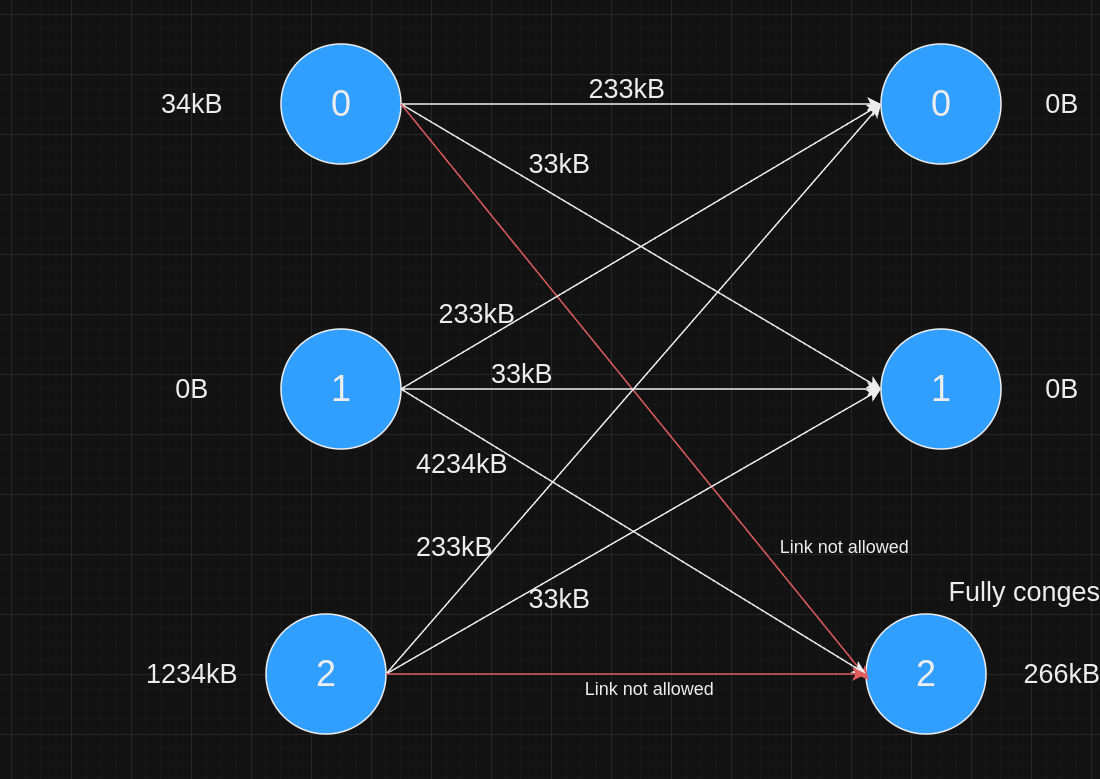 233kB
34kB
0
0
0B
33kB
233kB
33kB
0B
1
1
0B
4234kB
233kB
Link not allowed
33kB
Fully conges
1234kB
2
2
266kB
Link not allowed